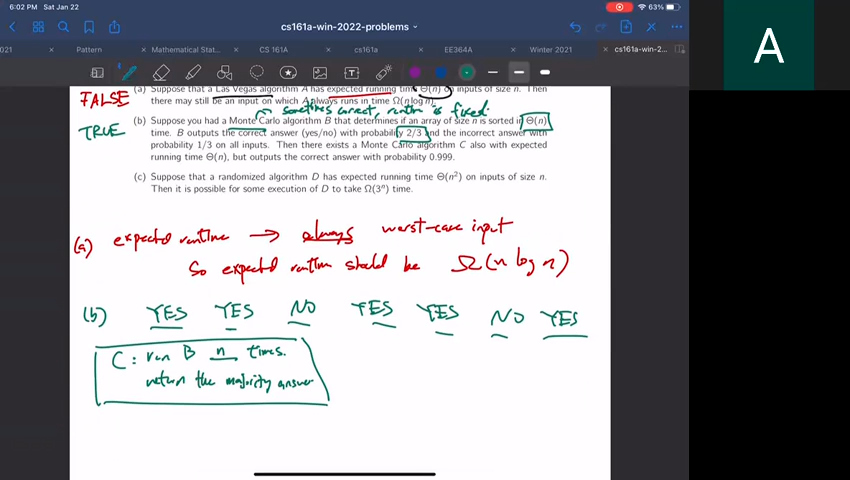 6:02 PM Sat Jan 22
63%
cs161a-win-2022-problems
2021
Pattern
Mathematical Stat...
CS 161A
cs161a
EE364A
Winter 2021
cs161a-win-2...
FALSE
(a) Suppose that a Las Vegas algorithm A has expected running time Θ(n) on inputs of size n. Then
there may still be an input on which A always runs in time Ω(n log n).
sometimes correct, runtime is fixed.
TRUE
(b) Suppose you had a Monte Carlo algorithm B that determines if an array of size n is sorted in Θ(n)
time. B outputs the correct answer (yes/no) with probability 2/3 and the incorrect answer with
probability 1/3 on all inputs. Then there exists a Monte Carlo algorithm C also with expected
running time Θ(n), but outputs the correct answer with probability 0.999.
(c) Suppose that a randomized algorithm D has expected running time Θ(n²) on inputs of size n.
Then it is possible for some execution of D to take Ω(3ⁿ) time.
(a) expected runtime → always worst-case input
So expected runtime should be Ω(n log n)
(b) YES YES NO YES YES NO YES
C: run B n times.
return the majority answer
A